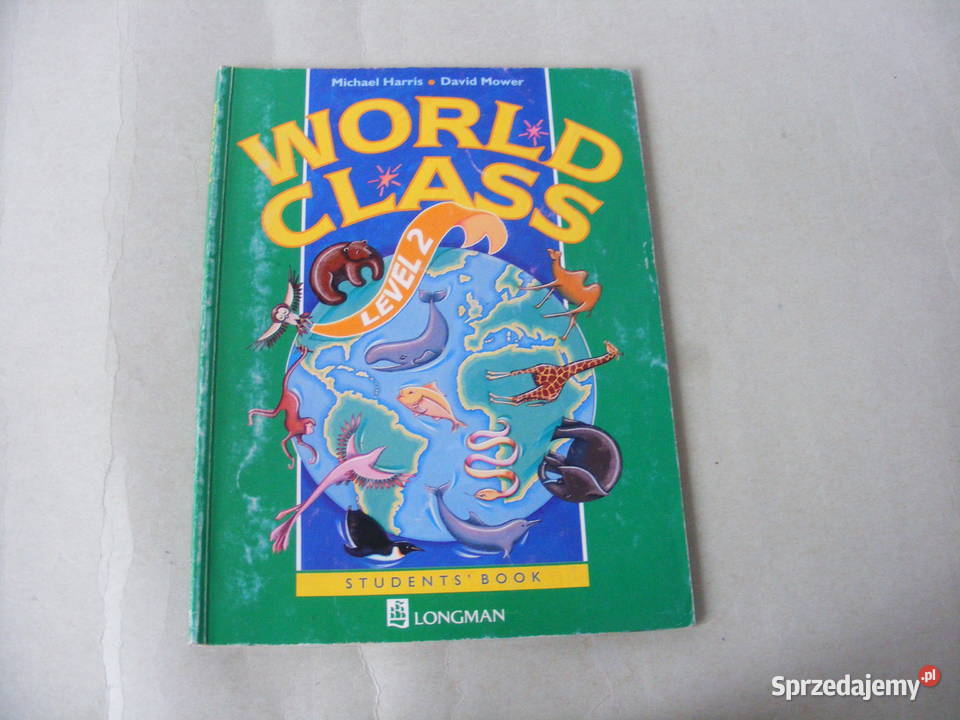 Michael Harris • David Mower
WORLD
CLASS
LEVEL 2
STUDENTS' BOOK
LONGMAN
Sprzedajemy.pl